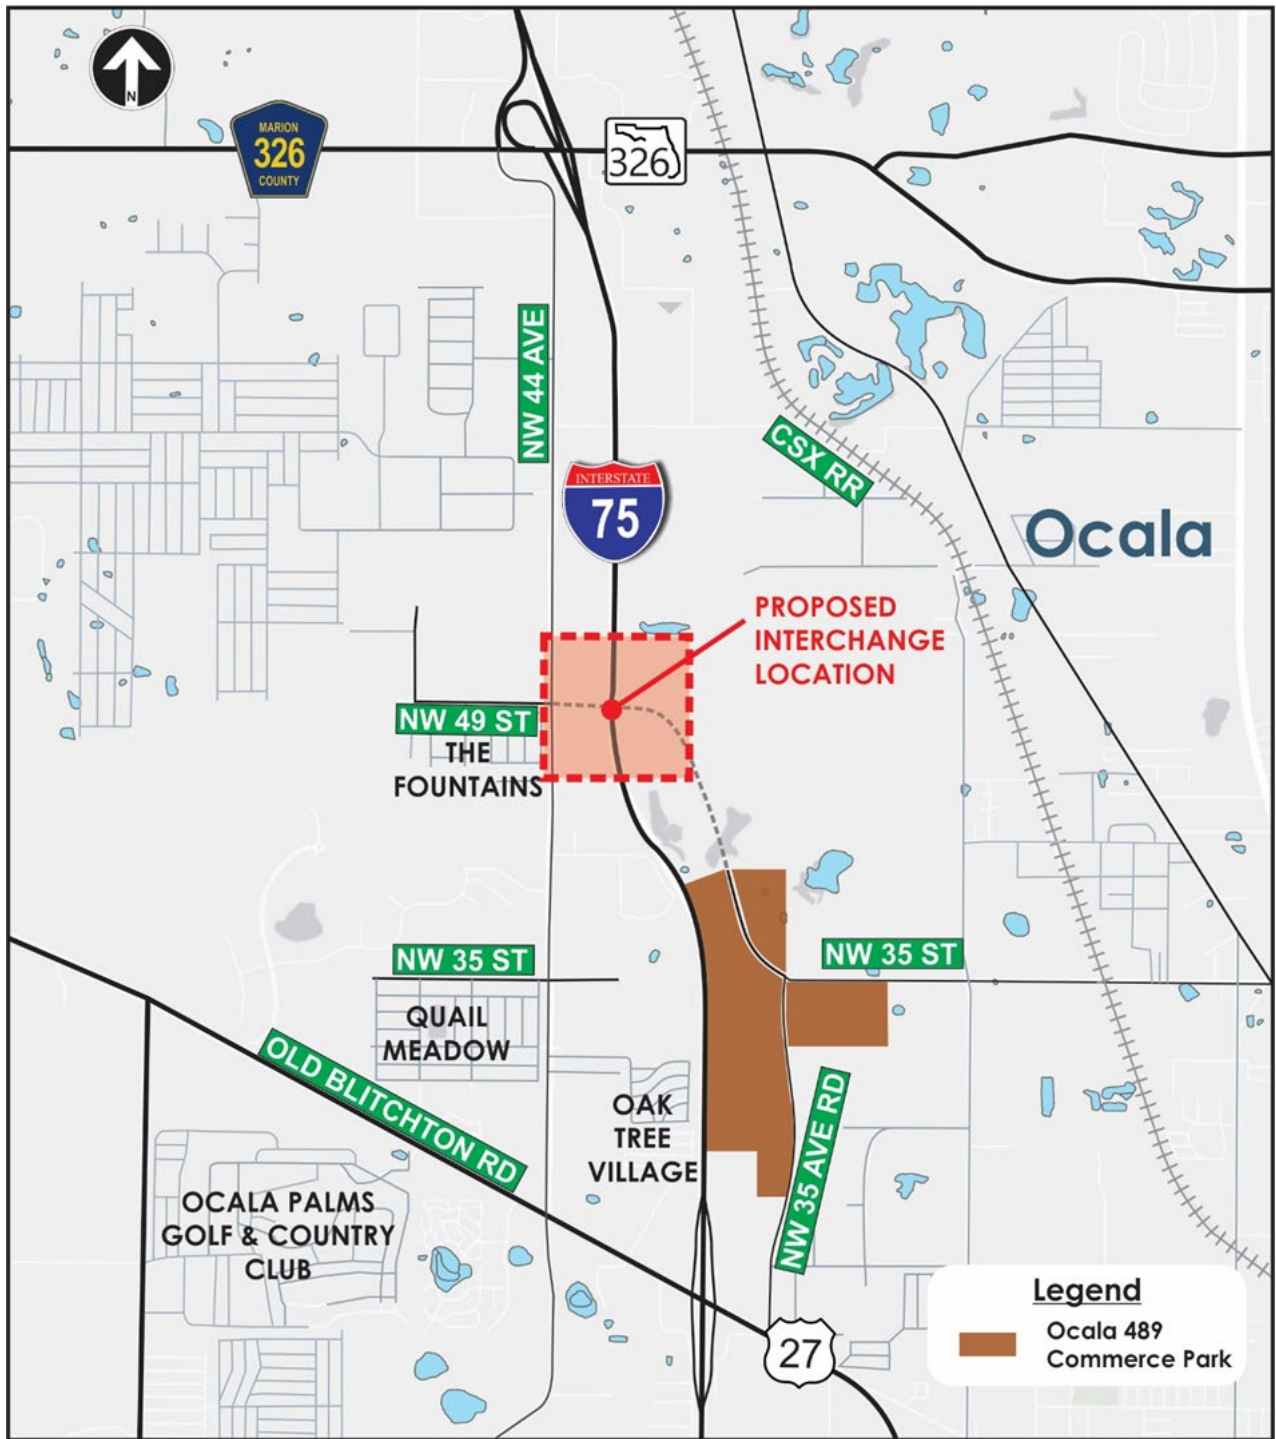 N
MARION
326
COUNTY
326
NW 44 AVE
INTERSTATE
75
CSX RR
Ocala
PROPOSED
INTERCHANGE
LOCATION
NW 49 ST
THE
FOUNTAINS
NW 35 ST
NW 35 ST
QUAIL
MEADOW
OLD BLITCHTON RD
OAK
TREE
VILLAGE
NW 35 AVE RD
OCALA PALMS
GOLF & COUNTRY
CLUB
27
Legend
Ocala 489
Commerce Park